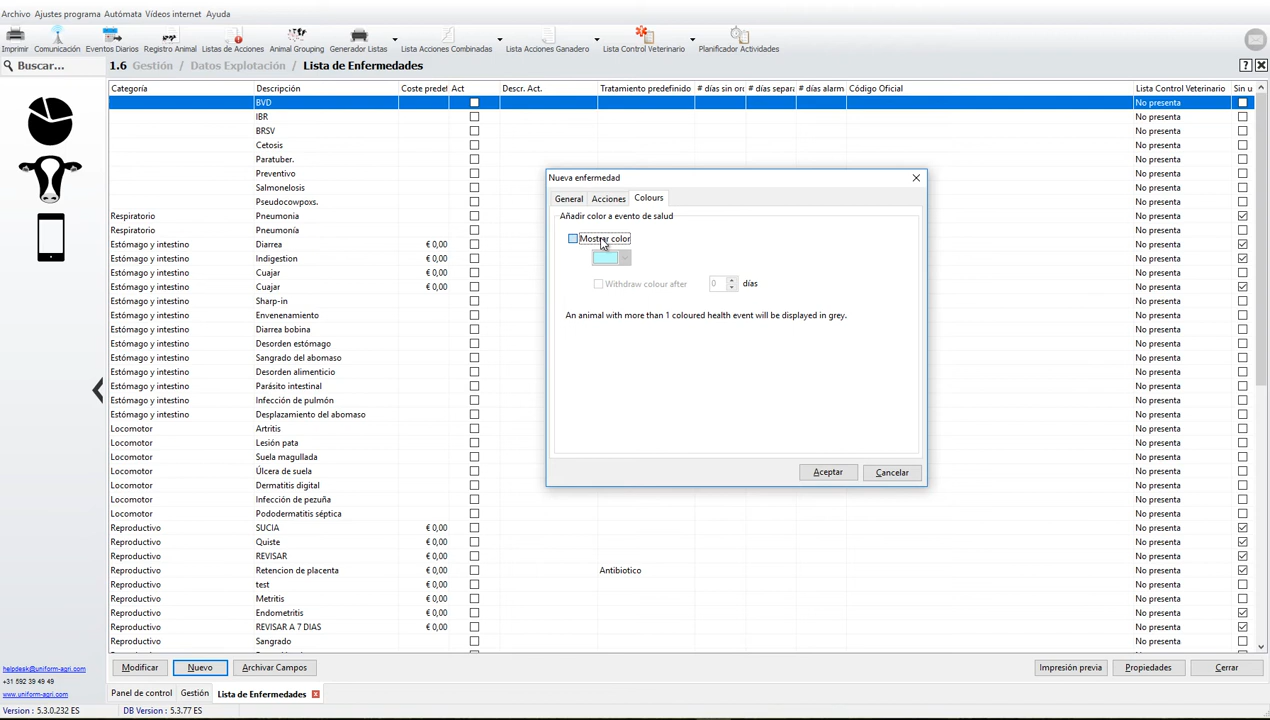 Archivo Ajustes programa Autómata Vídeos internet Ayuda
Imprimir Comunicación Eventos Diarios Registro Animal Listas de Acciones Animal Grouping Generador Listas Lista Acciones Combinadas Lista Acciones Ganadero Lista Control Veterinario Planificador Actividades
Buscar... 1.6 Gestión / Datos Explotación / Lista de Enfermedades ?
Categoría Descripción Coste predel Act Descr. Act. Tratamiento predefinido # días sin or # días separa # días alarm Código Oficial Lista Control Veterinario Sin u
BVD No presenta
IBR No presenta
BRSV No presenta
Cetosis No presenta
Paratuber. No presenta
Preventivo No presenta
Salmonelosis No presenta
Pseudocowpoxs. No presenta
Respiratorio Pneumonia No presenta
Respiratorio Pneumonía No presenta
Estómago y intestino Diarrea € 0,00 No presenta
Estómago y intestino Indigestion € 0,00 No presenta
Estómago y intestino Cuajar € 0,00 No presenta
Estómago y intestino Cuajar € 0,00 No presenta
Estómago y intestino Sharp-in No presenta
Estómago y intestino Envenenamiento No presenta
Estómago y intestino Diarrea bobina No presenta
Estómago y intestino Desorden estómago No presenta
Estómago y intestino Sangrado del abomaso No presenta
Estómago y intestino Desorden alimenticio No presenta
Estómago y intestino Parásito intestinal No presenta
Estómago y intestino Infección de pulmón No presenta
Estómago y intestino Desplazamiento del abomaso No presenta
Locomotor Artritis No presenta
Locomotor Lesión pata No presenta
Locomotor Suela magullada No presenta
Locomotor Úlcera de suela No presenta
Locomotor Dermatitis digital No presenta
Locomotor Infección de pezuña No presenta
Locomotor Pododermatitis séptica No presenta
Reproductivo SUCIA € 0,00 No presenta
Reproductivo Quiste € 0,00 No presenta
Reproductivo REVISAR € 0,00 No presenta
Reproductivo Retencion de placenta € 0,00 Antibiotico No presenta
Reproductivo test € 0,00 No presenta
Reproductivo Metritis € 0,00 No presenta
Reproductivo Endometritis € 0,00 No presenta
Reproductivo REVISAR A 7 DIAS € 0,00 No presenta
Reproductivo Sangrado No presenta
Nueva enfermedad
General Acciones Colours
Añadir color a evento de salud
Mostrar color
Withdraw colour after 0 días
An animal with more than 1 coloured health event will be displayed in grey.
Aceptar Cancelar
helpdesk@uniform-agri.com
+31 592 39 49 49
www.uniform-agri.com
Modificar Nuevo Archivar Campos Impresión previa Propiedades Cerrar
Panel de control Gestión Lista de Enfermedades
Version : 5.3.0.232 ES DB Version : 5.3.77 ES